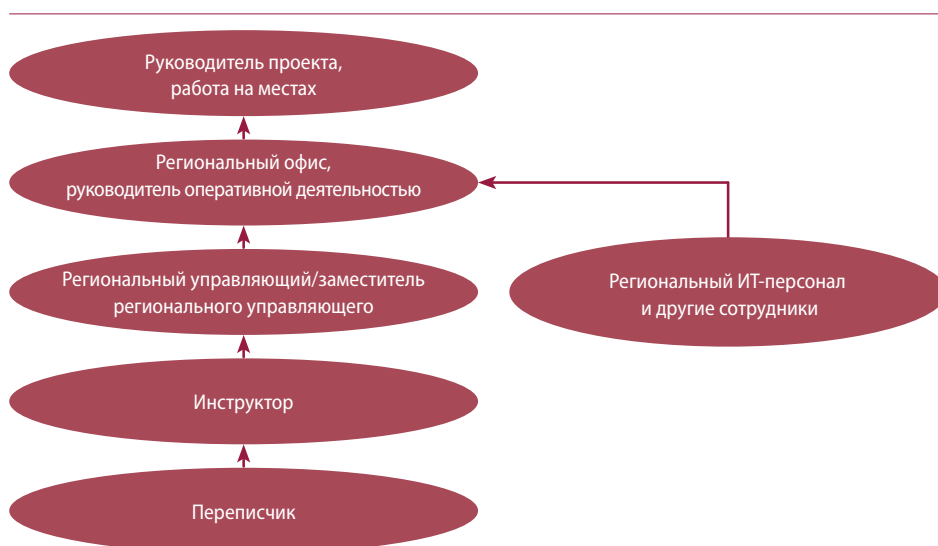 Руководитель проекта,
работа на местах
Региональный офис,
руководитель оперативной деятельностью
Региональный управляющий/заместитель
регионального управляющего
Региональный ИТ-персонал
и другие сотрудники
Инструктор
Переписчик